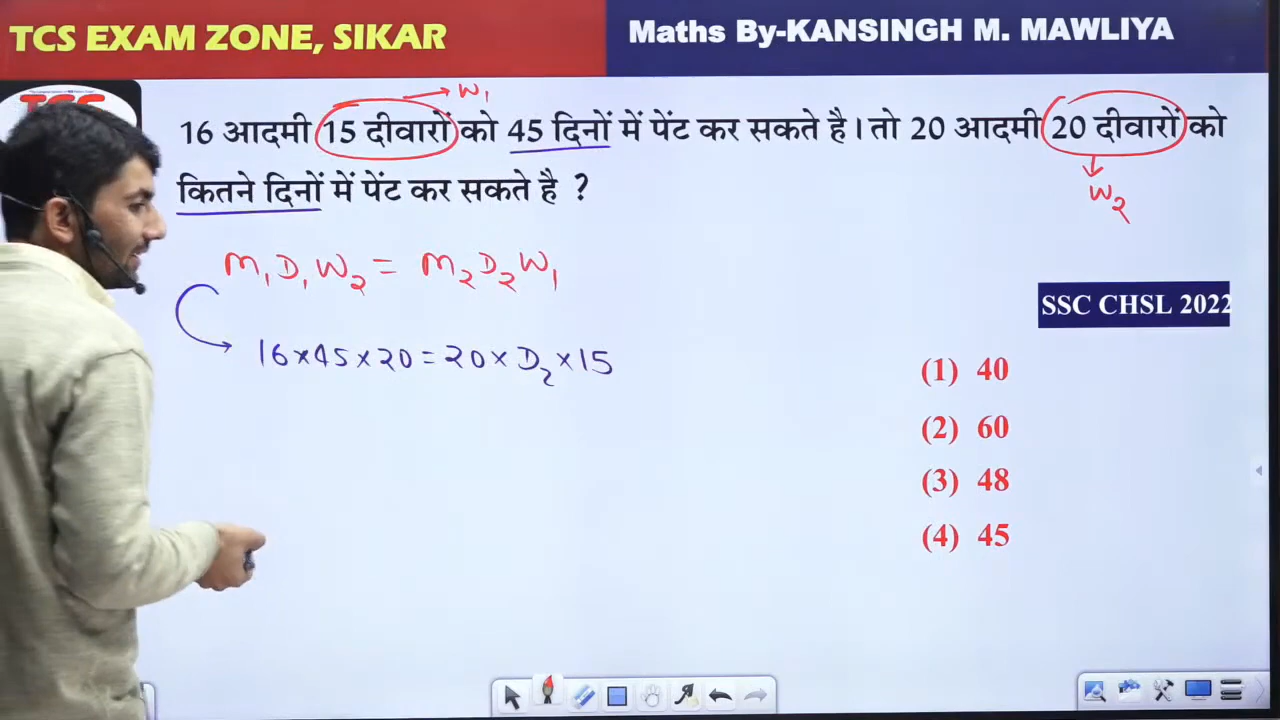 TCS EXAM ZONE, SIKAR
Maths By-KANSINGH M. MAWLIYA
TCS
→ W₁
16 आदमी 15 दीवारों को 45 दिनों में पेंट कर सकते है। तो 20 आदमी 20 दीवारों को
कितने दिनों में पेंट कर सकते है ?
W₂
M₁D₁W₂ = M₂D₂W₁
SSC CHSL 2022
16×45×20=20×D₂×15
(1) 40
(2) 60
(3) 48
(4) 45